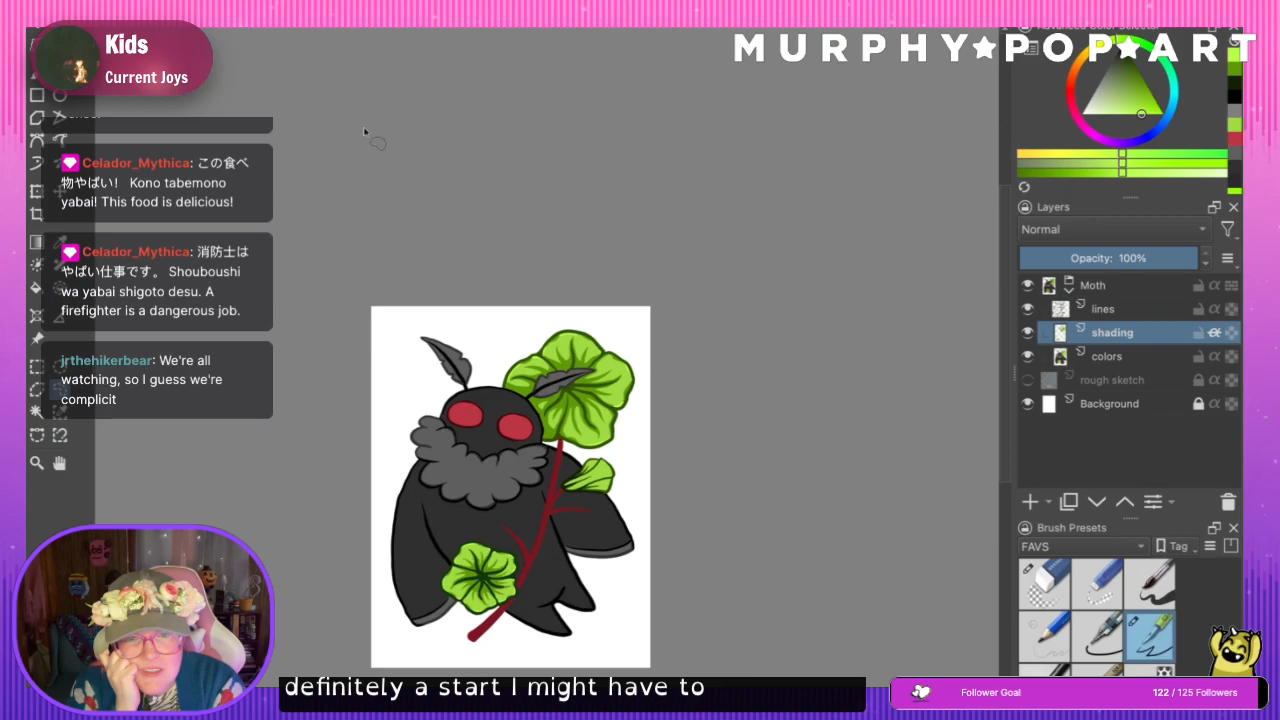 Kids
Current Joys
MURPHY★POP★ART
Celador_Mythica: この食べ
物やばい! Kono tabemono
yabai! This food is delicious!
Celador_Mythica: 消防士は
やばい仕事です。 Shouboushi
wa yabai shigoto desu. A
firefighter is a dangerous job.
jrthehikerbear: We're all
watching, so I guess we're
complicit
Layers
Normal
Opacity: 100%
Moth
lines
shading
colors
rough sketch
Background
Brush Presets
FAVS
Tag
definitely a start I might have to
Follower Goal
122 / 125 Followers